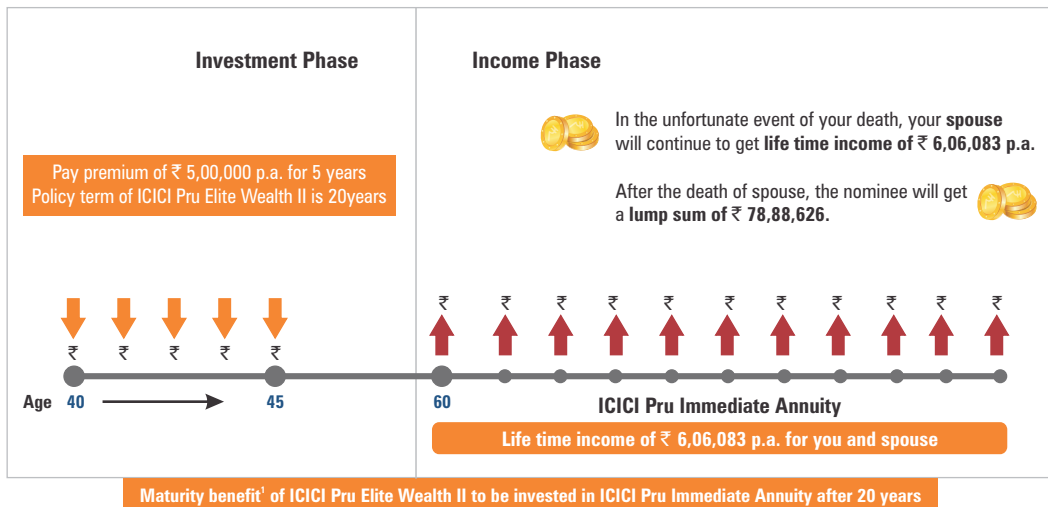 Investment Phase
Income Phase
In the unfortunate event of your death, your spouse
will continue to get life time income of ₹ 6,06,083 p.a.
Pay premium of ₹ 5,00,000 p.a. for 5 years
Policy term of ICICI Pru Elite Wealth II is 20years
After the death of spouse, the nominee will get
a lump sum of ₹ 78,88,626.
₹ ₹ ₹ ₹ ₹ ₹ ₹ ₹ ₹ ₹ ₹
₹ ₹ ₹ ₹ ₹
Age 40 45 60
ICICI Pru Immediate Annuity
Life time income of ₹ 6,06,083 p.a. for you and spouse
Maturity benefit¹ of ICICI Pru Elite Wealth II to be invested in ICICI Pru Immediate Annuity after 20 years